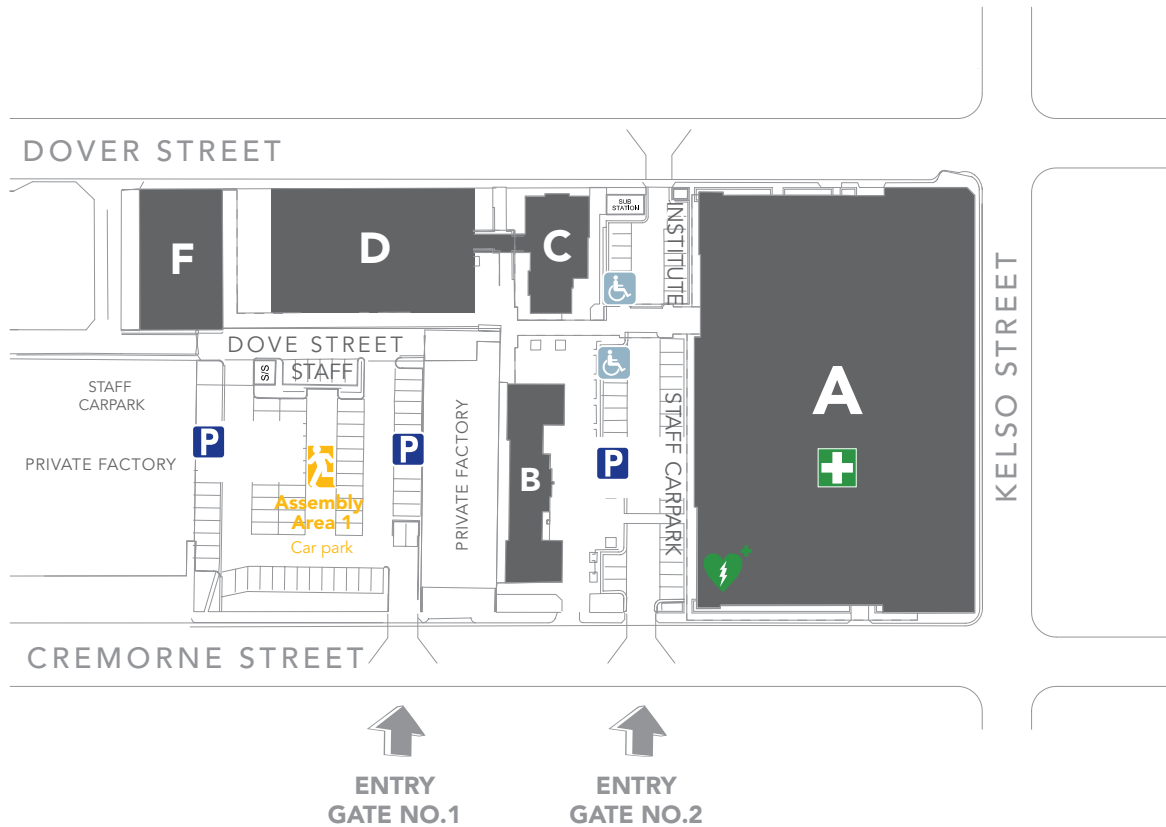 DOVER STREET
SUB
STATION
INSTITUTE
F
D
C
KELSO STREET
DOVE STREET
S/S
STAFF
STAFF
CARPARK
A
STAFF CARPARK
PRIVATE FACTORY
P
P
P
PRIVATE FACTORY
B
Assembly
Area 1
Car park
CREMORNE STREET
ENTRY
GATE NO.1
ENTRY
GATE NO.2